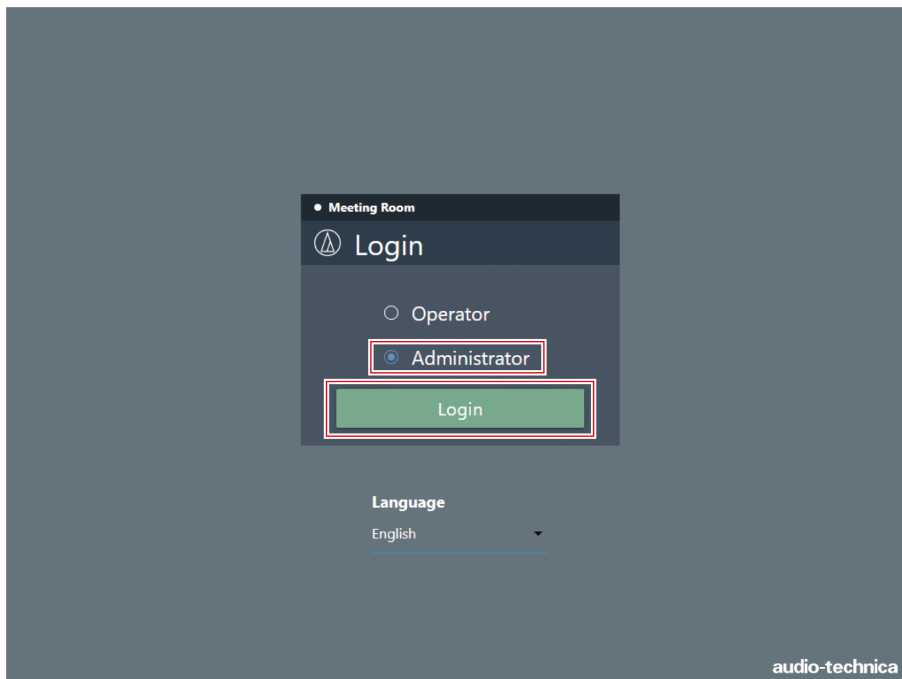 Meeting Room
Login
Operator
Administrator
Login
Language
English
audio-technica